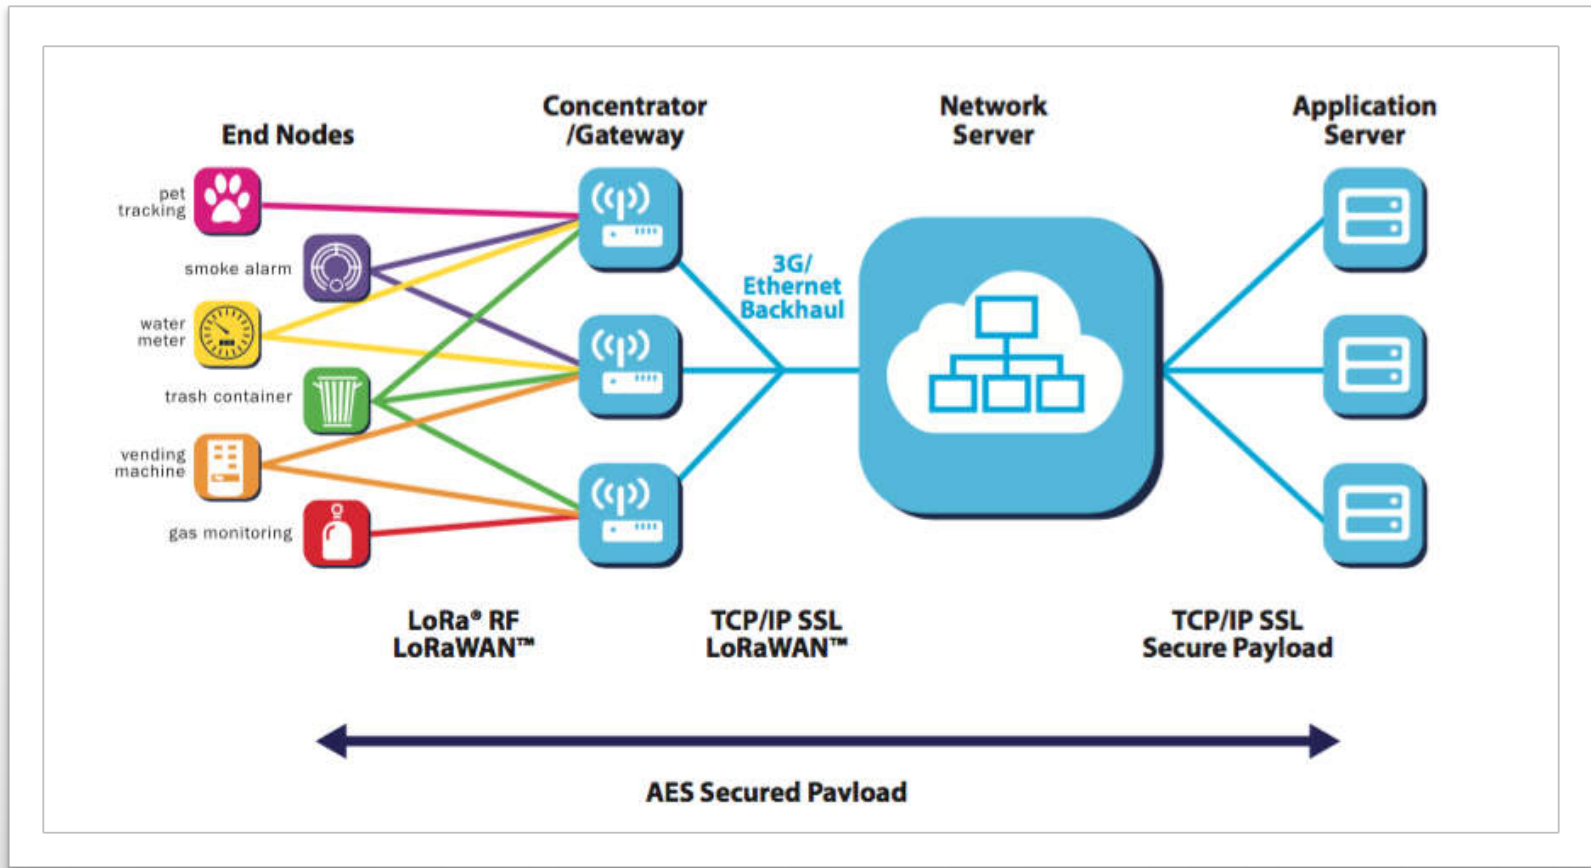 End Nodes
Concentrator
/Gateway
Network
Server
Application
Server
pet
tracking
smoke alarm
water
meter
trash container
vending
machine
gas monitoring
3G/
Ethernet
Backhaul
LoRa® RF
LoRaWAN™
TCP/IP SSL
LoRaWAN™
TCP/IP SSL
Secure Payload
AES Secured Payload